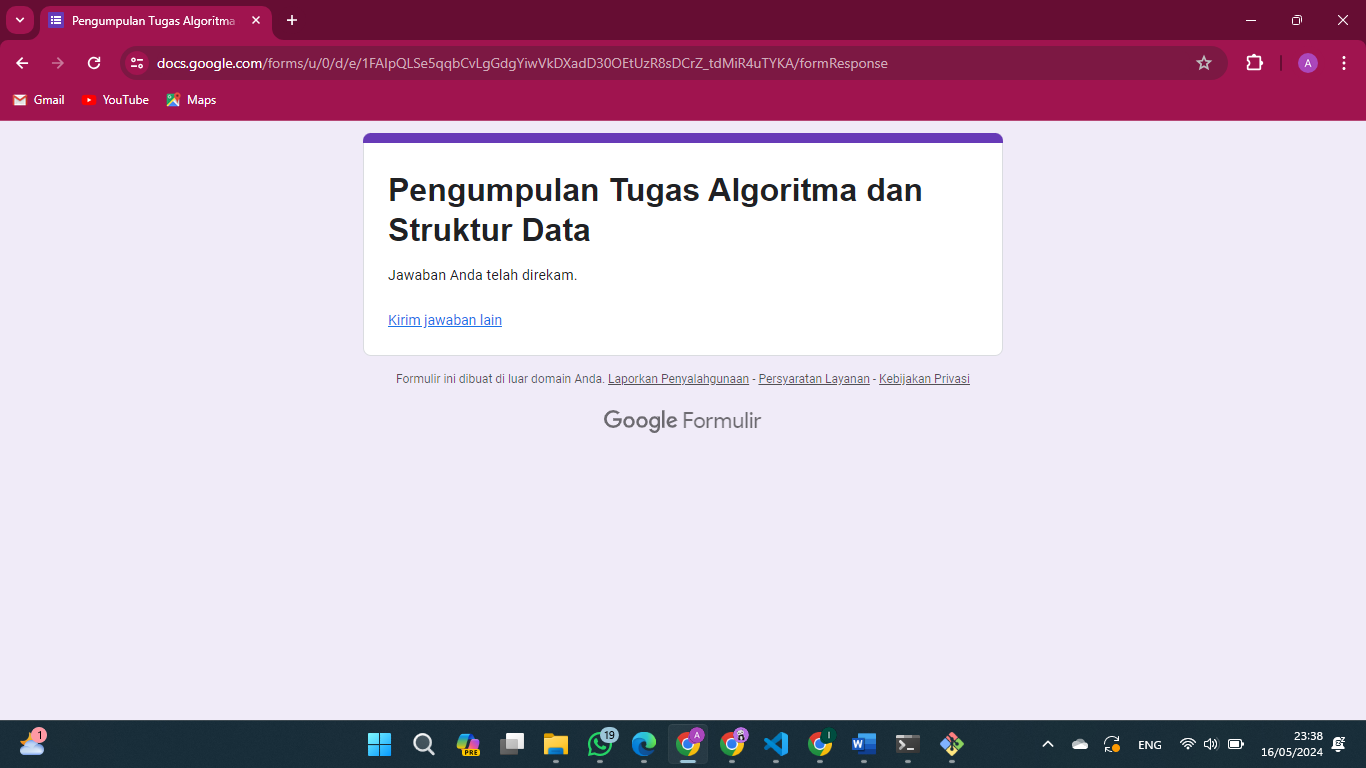 Pengumpulan Tugas Algoritma
docs.google.com/forms/u/0/d/e/1FAIpQLSe5qqbCvLgGdgYiwVkDXadD30OEtUzR8sDCrZ_tdMiR4uTYKA/formResponse
A
Gmail
YouTube
Maps
Pengumpulan Tugas Algoritma dan
Struktur Data
Jawaban Anda telah direkam.
Kirim jawaban lain
Formulir ini dibuat di luar domain Anda. Laporkan Penyalahgunaan - Persyaratan Layanan - Kebijakan Privasi
Google Formulir
1
PRE
19
A
I
ENG
23:38
16/05/2024